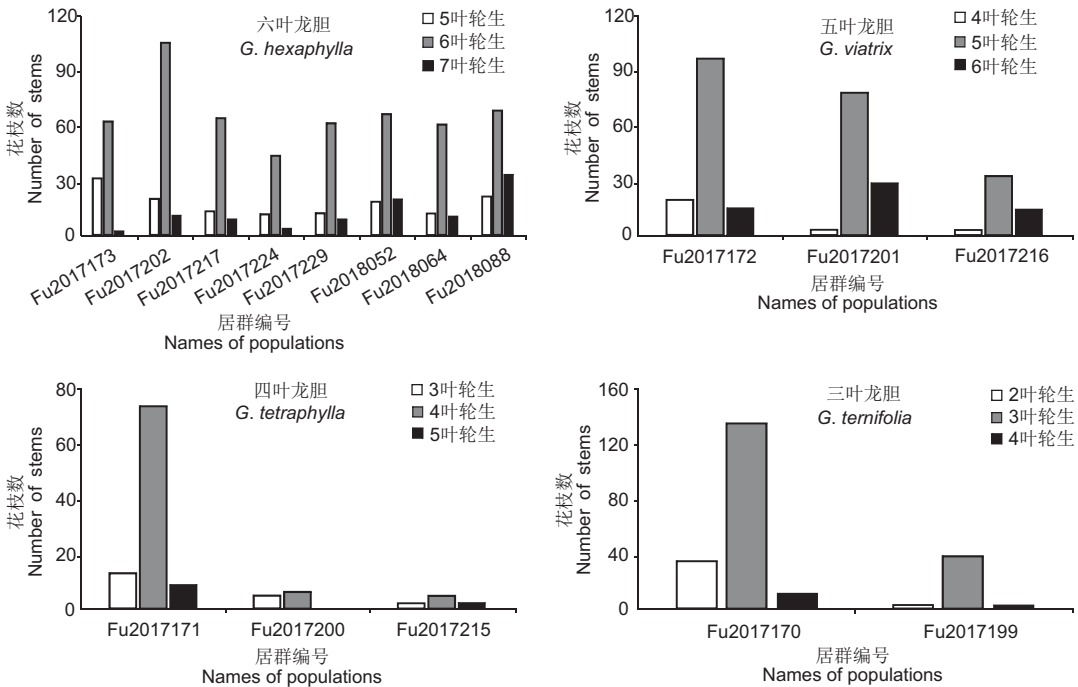 六叶龙胆
G. hexaphylla
5叶轮生
6叶轮生
7叶轮生
花枝数
Number of stems
120
90
60
30
0
Fu2017173
Fu2017202
Fu2017217
Fu2017224
Fu2017229
Fu2018052
Fu2018064
Fu2018088
居群编号
Names of populations
五叶龙胆
G. viatrix
4叶轮生
5叶轮生
6叶轮生
花枝数
Number of stems
120
90
60
30
0
Fu2017172
Fu2017201
Fu2017216
居群编号
Names of populations
四叶龙胆
G. tetraphylla
3叶轮生
4叶轮生
5叶轮生
花枝数
Number of stems
80
60
40
20
0
Fu2017171
Fu2017200
Fu2017215
居群编号
Names of populations
三叶龙胆
G. ternifolia
2叶轮生
3叶轮生
4叶轮生
花枝数
Number of stems
160
120
80
40
0
Fu2017170
Fu2017199
居群编号
Names of populations